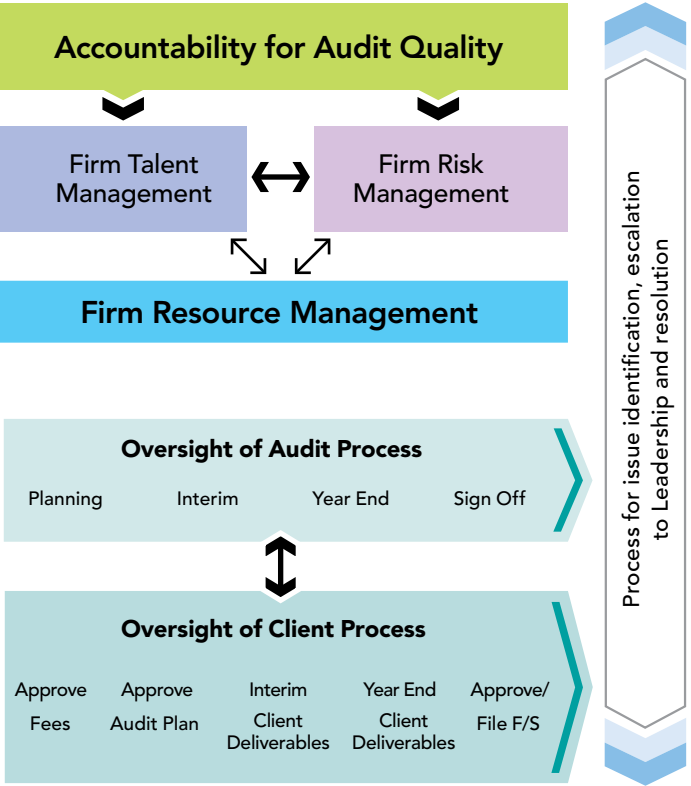 Accountability for Audit Quality
Firm Talent
Management
Firm Risk
Management
Firm Resource Management
Oversight of Audit Process
Planning
Interim
Year End
Sign Off
Oversight of Client Process
Approve
Fees
Approve
Audit Plan
Interim
Client
Deliverables
Year End
Client
Deliverables
Approve/
File F/S
Process for issue identification, escalation
to Leadership and resolution